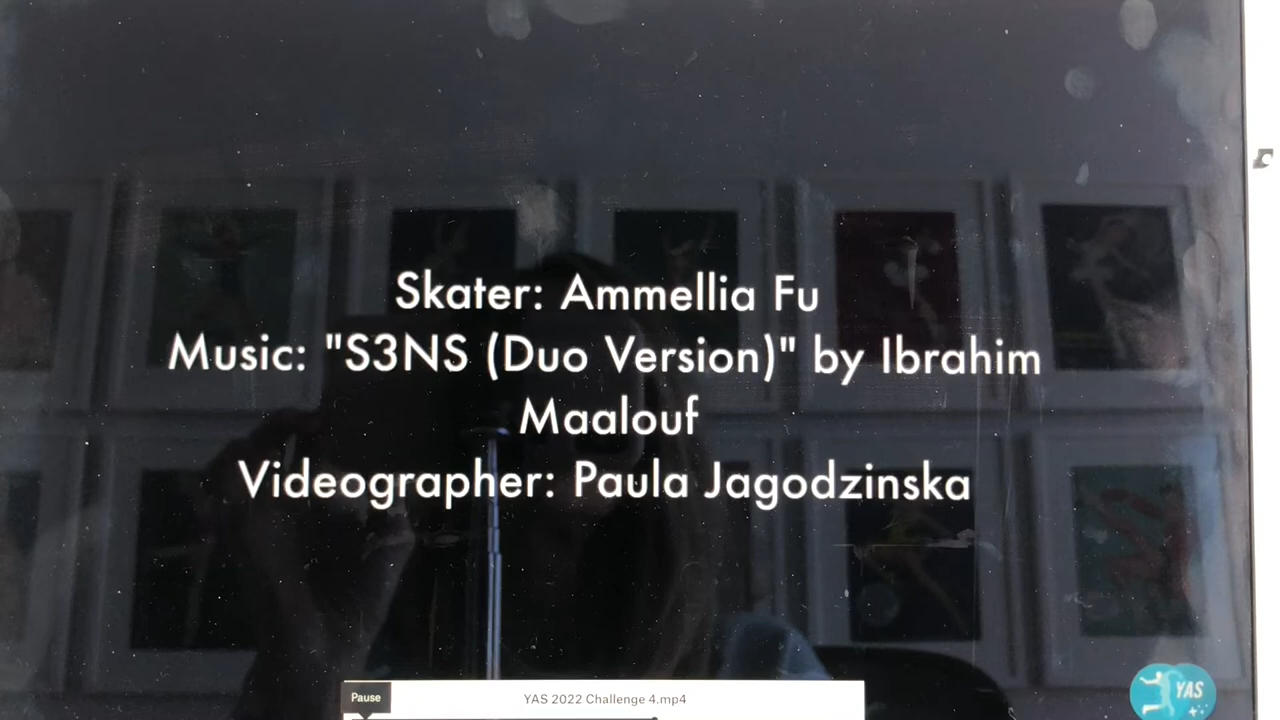 Skater: Ammellia Fu
Music: "S3NS (Duo Version)" by Ibrahim
Maalouf
Videographer: Paula Jagodzinska
Pause
YAS 2022 Challenge 4.mp4
YAS